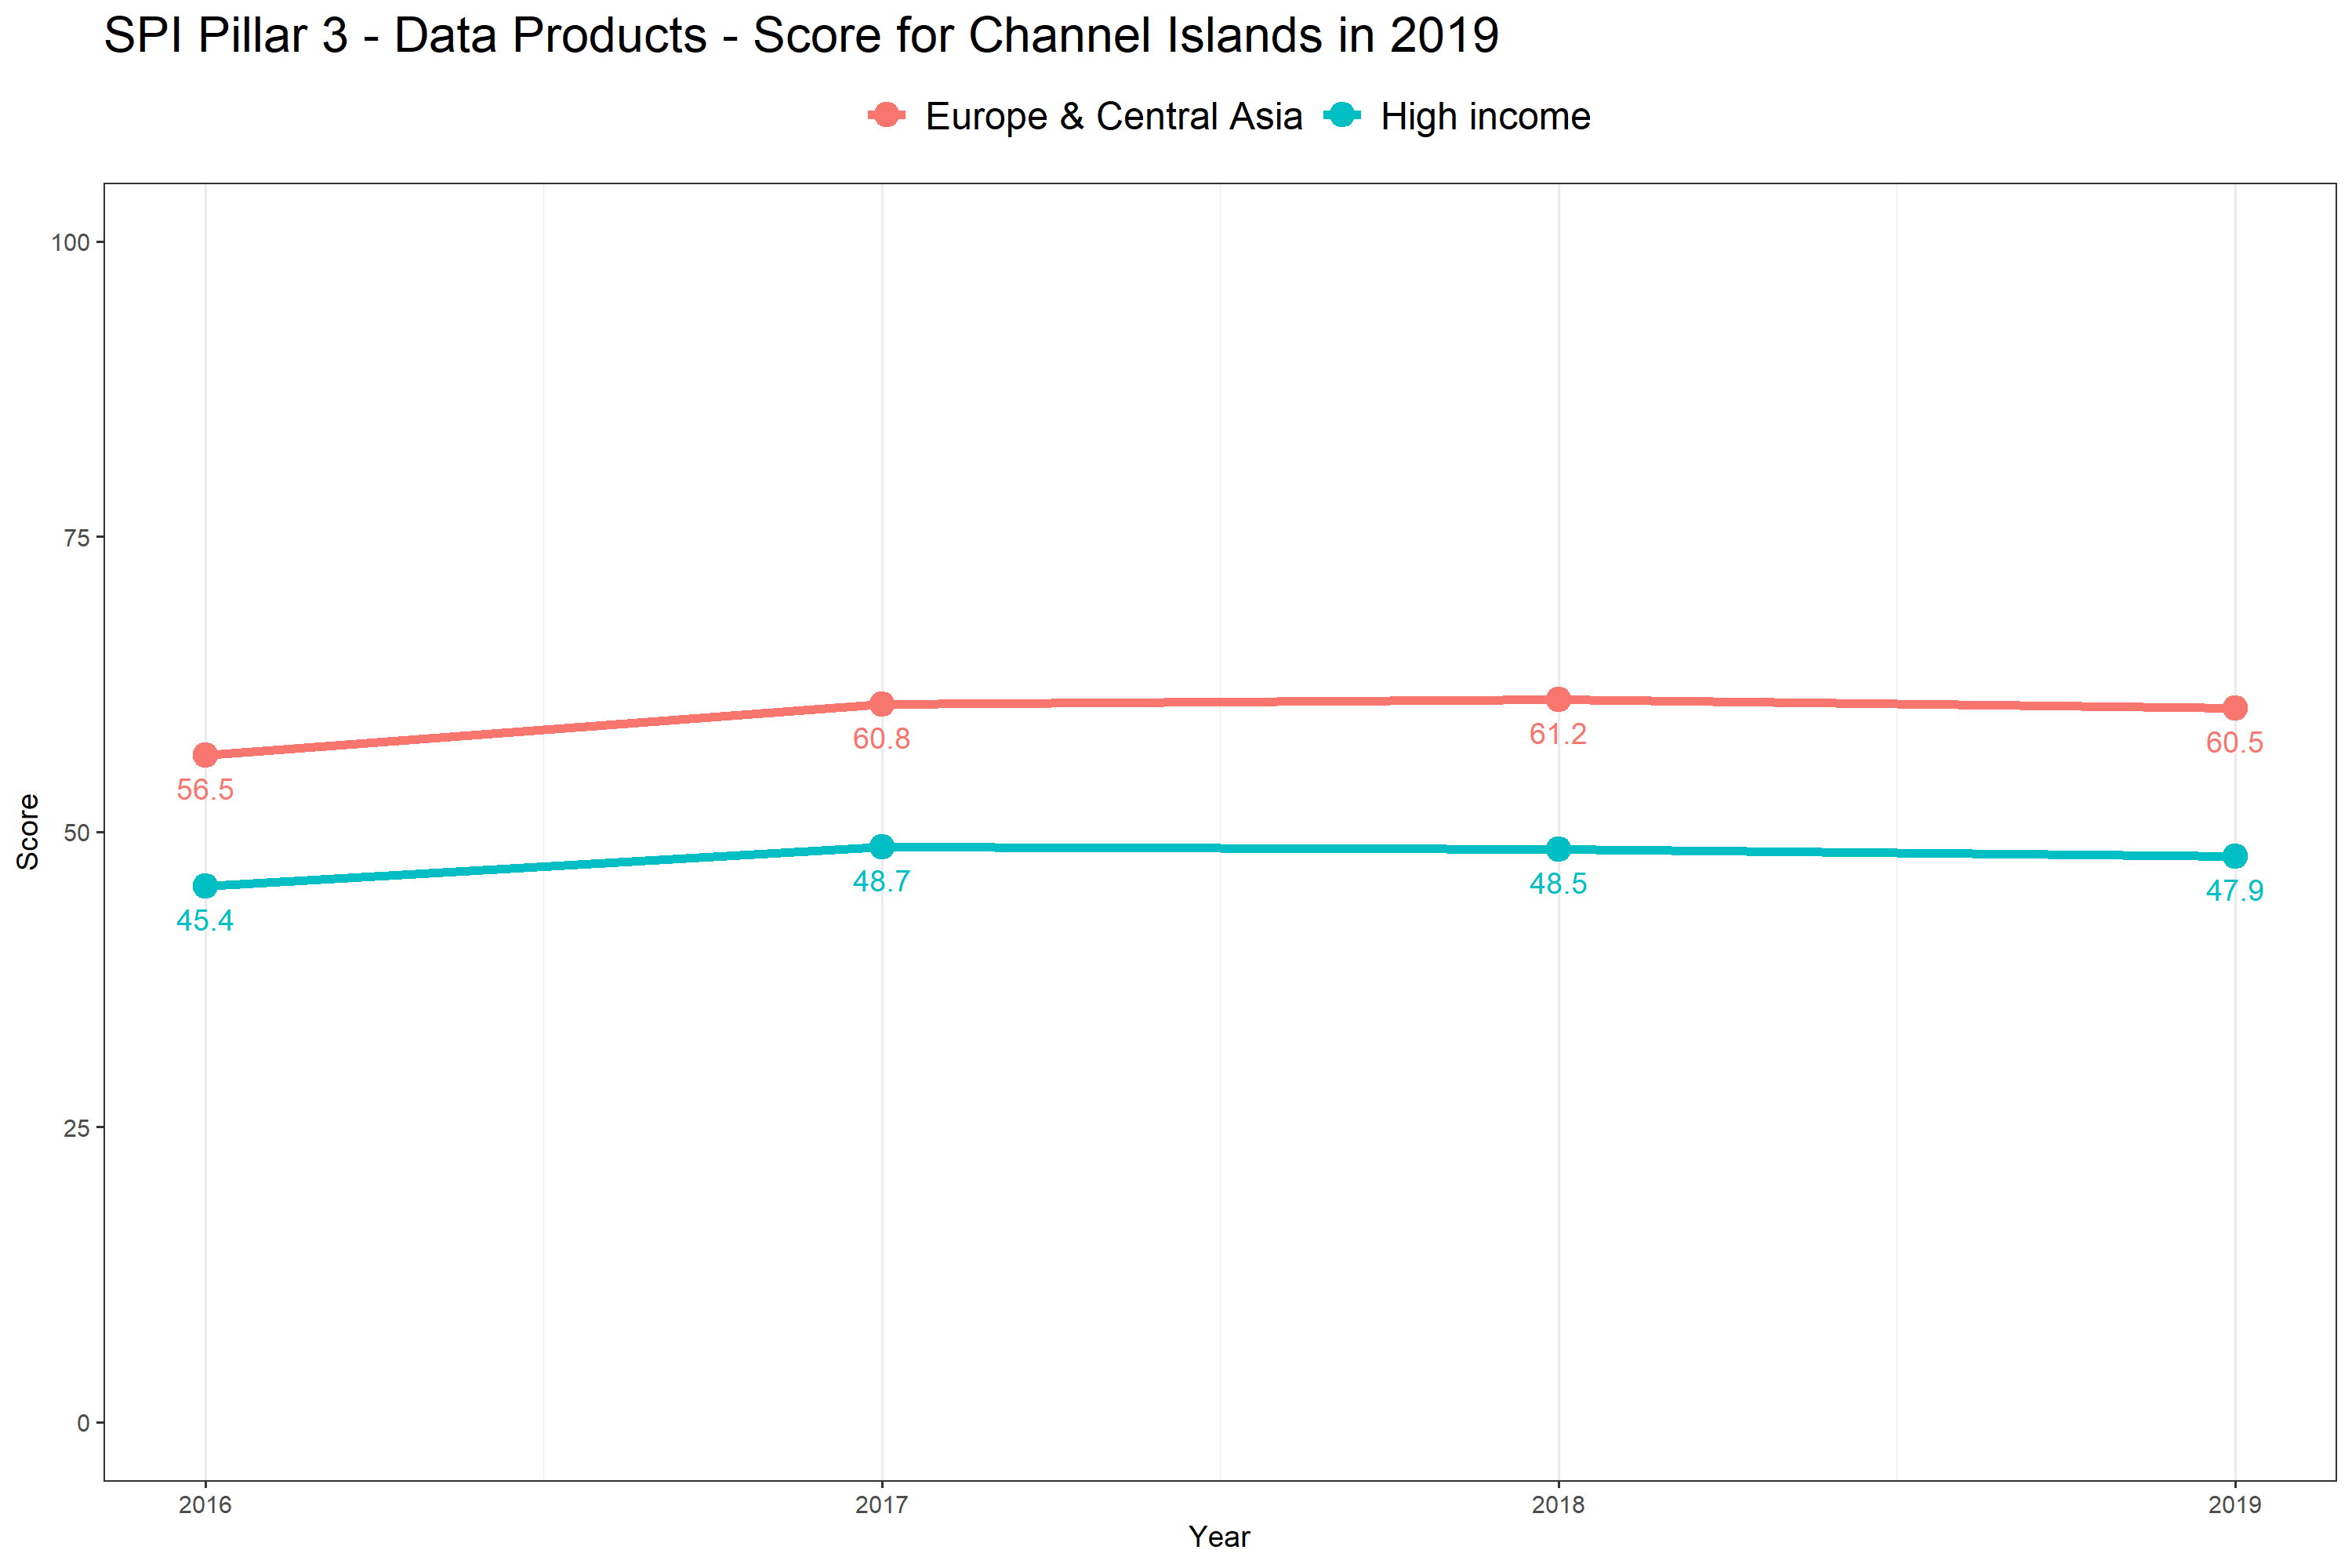 SPI Pillar 3 - Data Products - Score for Channel Islands in 2019
Europe & Central Asia High income
100
75
50
25
0
Score
56.5
60.8
61.2
60.5
45.4
48.7
48.5
47.9
2016 2017 2018 2019
Year